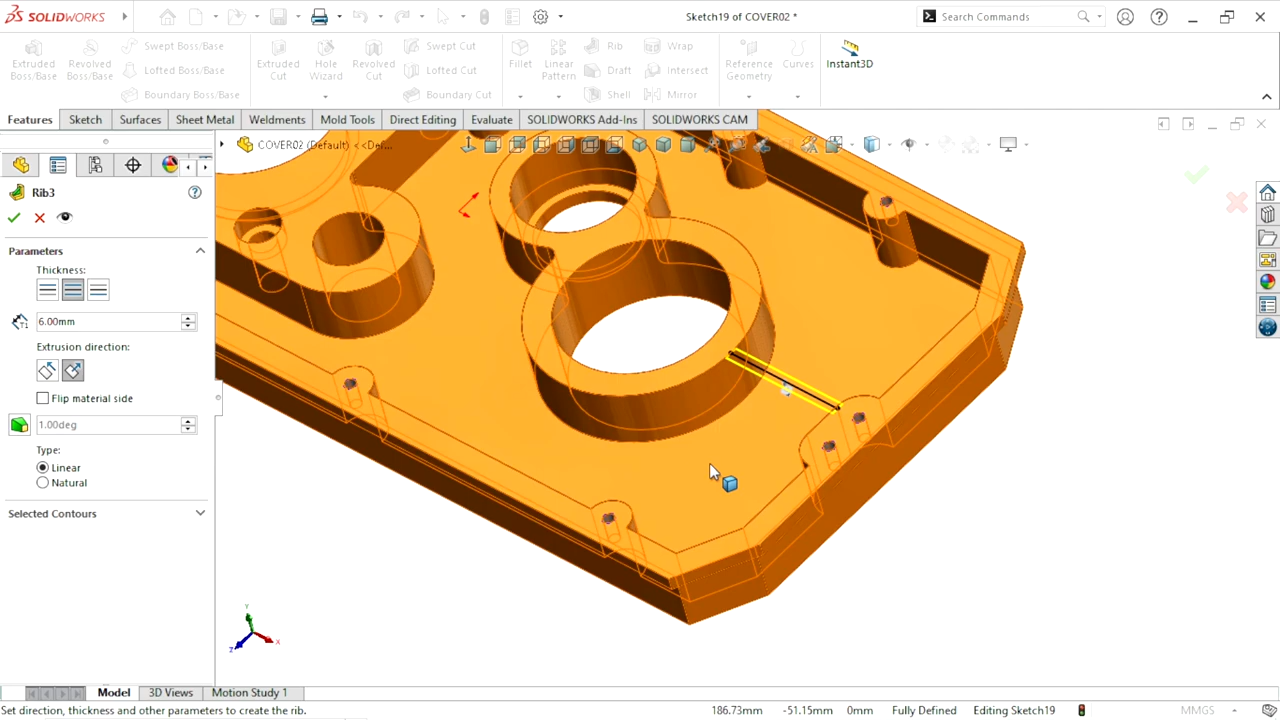 SOLIDWORKS
Sketch19 of COVER02 *
Search Commands
Extruded Boss/Base
Revolved Boss/Base
Swept Boss/Base
Lofted Boss/Base
Boundary Boss/Base
Extruded Cut
Hole Wizard
Revolved Cut
Swept Cut
Lofted Cut
Boundary Cut
Fillet
Linear Pattern
Rib
Draft
Shell
Wrap
Intersect
Mirror
Reference Geometry
Curves
Instant3D
Features
Sketch
Surfaces
Sheet Metal
Weldments
Mold Tools
Direct Editing
Evaluate
SOLIDWORKS Add-Ins
SOLIDWORKS CAM
COVER02 (Default) <<Def...
Rib3
Parameters
Thickness:
6.00mm
Extrusion direction:
Flip material side
1.00deg
Type:
Linear
Natural
Selected Contours
Y
X
Z
Model
3D Views
Motion Study 1
Set direction, thickness and other parameters to create the rib.
186.73mm
-51.15mm
0mm
Fully Defined
Editing Sketch19
MMGS